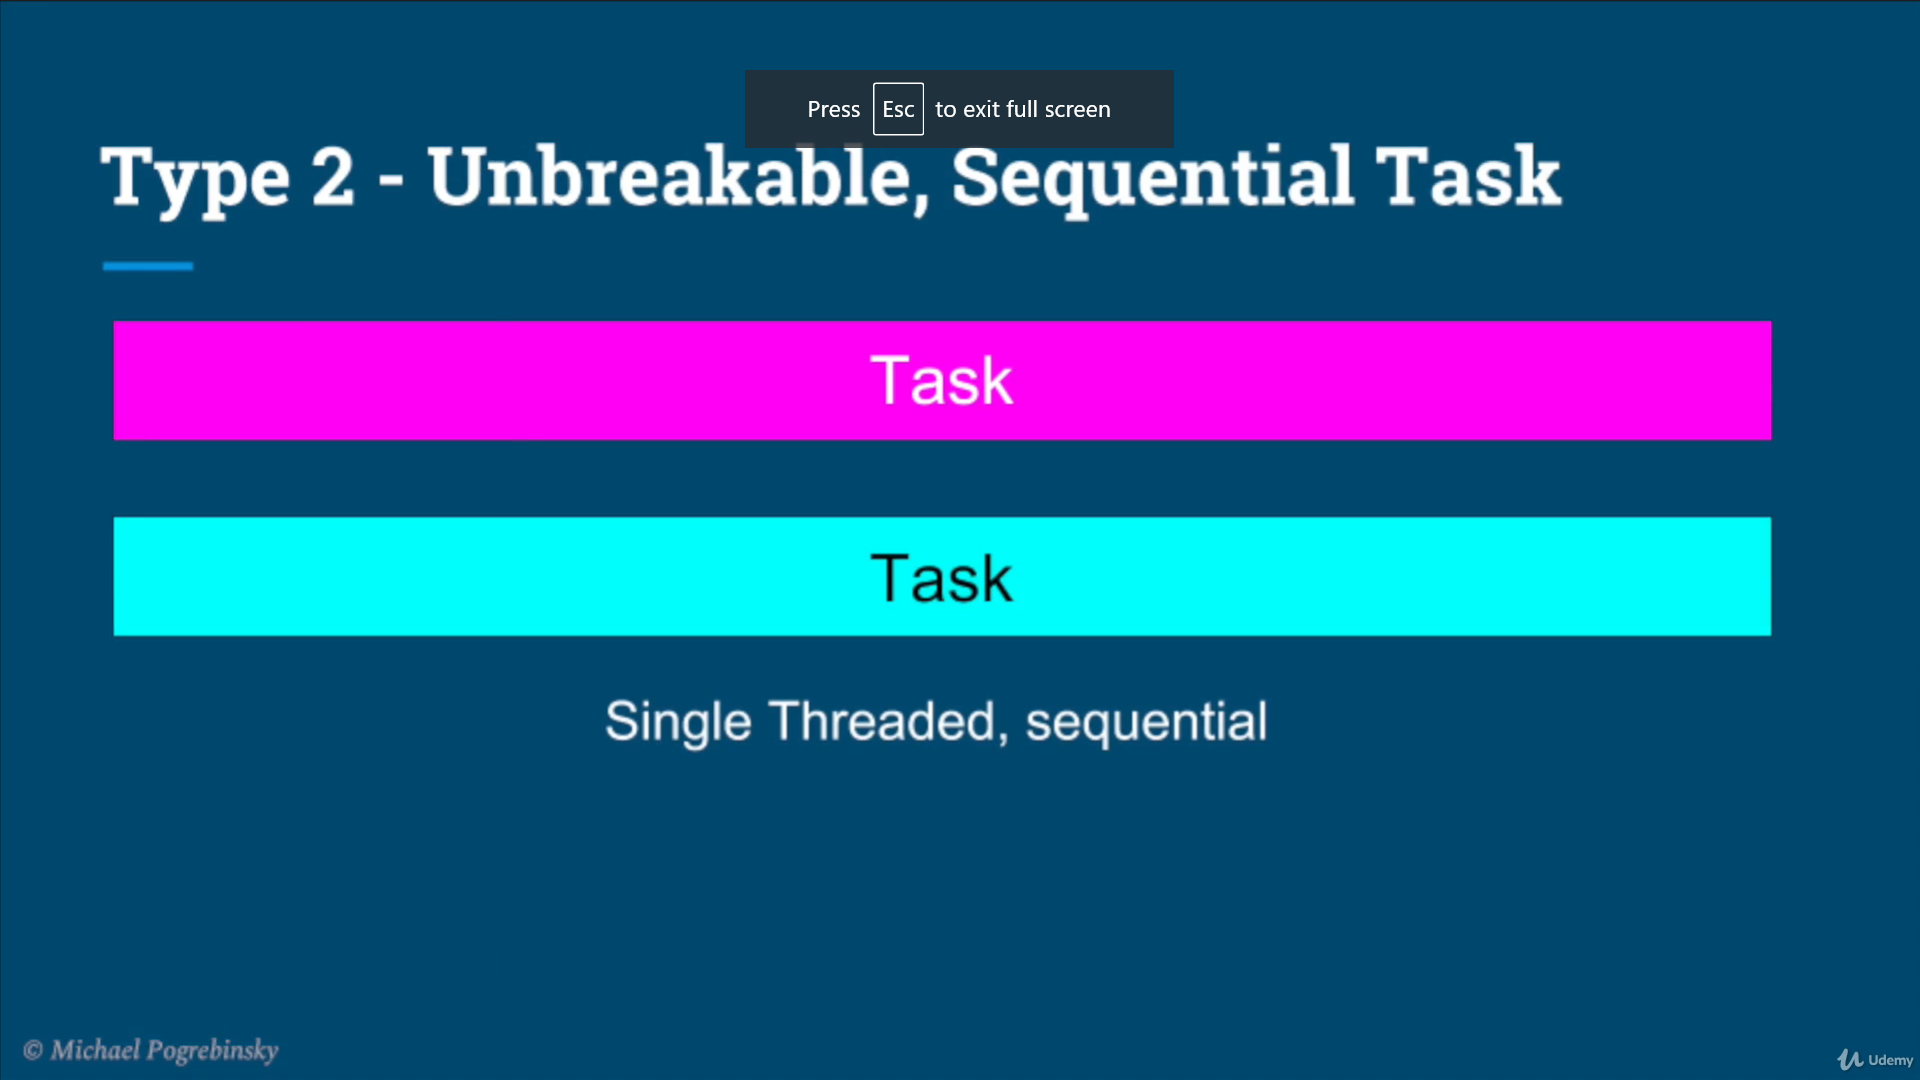 Press Esc to exit full screen
Type 2 - Unbreakable, Sequential Task
Task
Task
Single Threaded, sequential
© Michael Pogrebinsky
Udemy